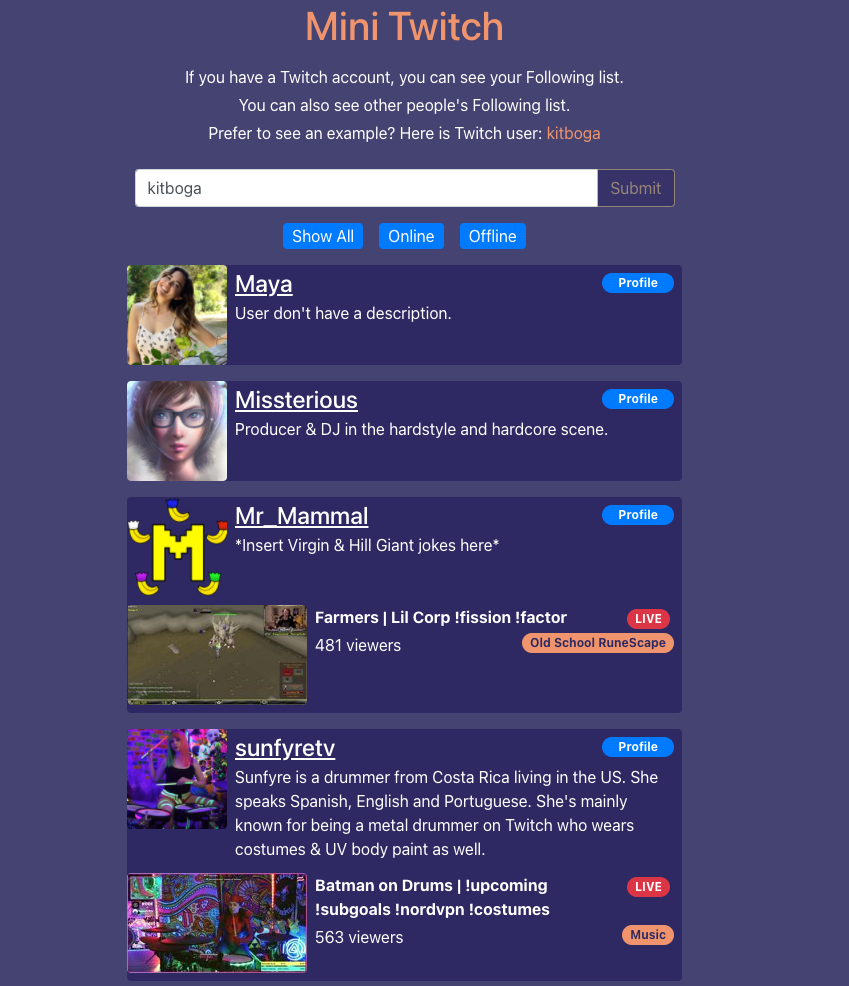 Mini Twitch
If you have a Twitch account, you can see your Following list.
You can also see other people's Following list.
Prefer to see an example? Here is Twitch user: kitboga
kitboga
Submit
Show All
Online
Offline
Maya
Profile
User don't have a description.
Missterious
Profile
Producer & DJ in the hardstyle and hardcore scene.
M
Mr_Mammal
Profile
*Insert Virgin & Hill Giant jokes here*
Farmers | Lil Corp !fission !factor
LIVE
481 viewers
Old School RuneScape
sunfyretv
Profile
Sunfyre is a drummer from Costa Rica living in the US. She
speaks Spanish, English and Portuguese. She's mainly
known for being a metal drummer on Twitch who wears
costumes & UV body paint as well.
Batman on Drums | !upcoming
!subgoals !nordvpn !costumes
LIVE
563 viewers
Music